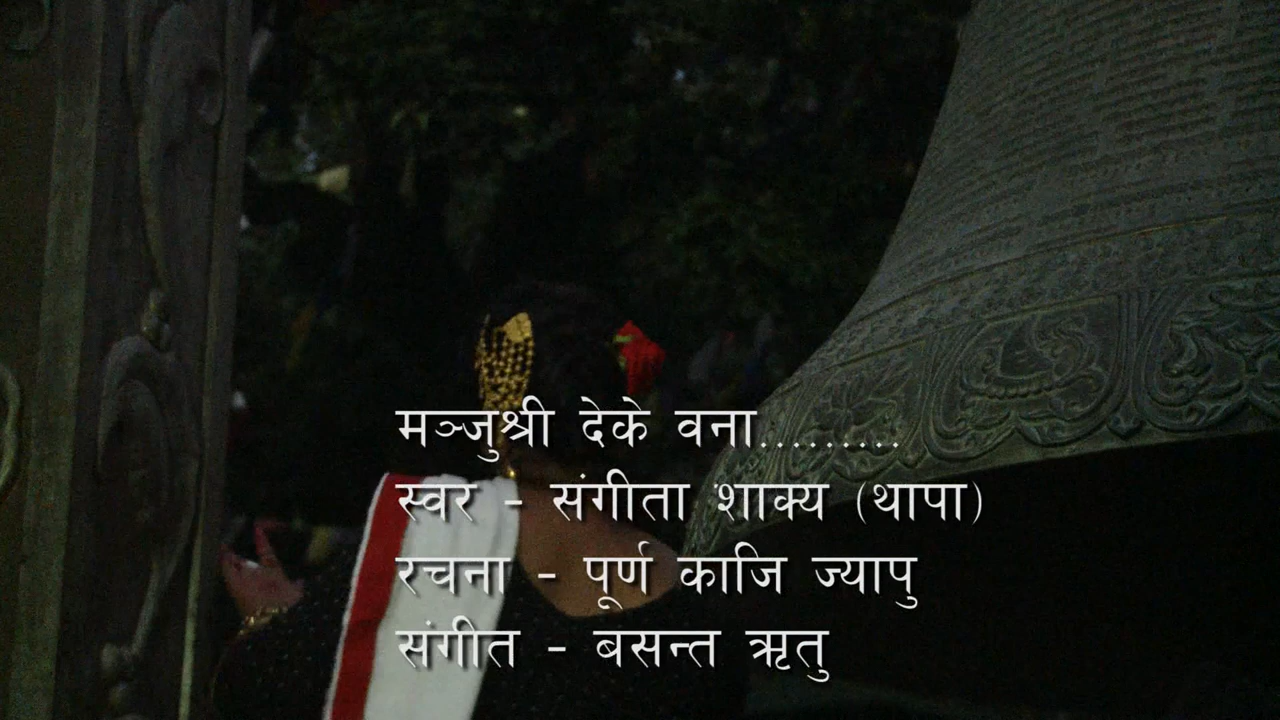 मञ्जुश्री देके वना.........
स्वर - संगीता शाक्य (थापा)
रचना - पूर्ण काजि ज्यापु
संगीत - बसन्त ऋतु